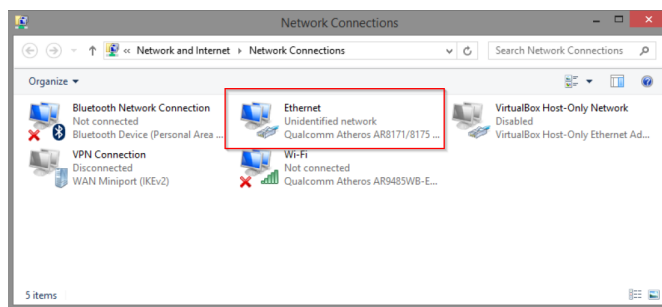 Network Connections
« Network and Internet Network Connections
Search Network Connections
Organize
Bluetooth Network Connection
Not connected
Bluetooth Device (Personal Area ...
Ethernet
Unidentified network
Qualcomm Atheros AR8171/8175 ...
VirtualBox Host-Only Network
Disabled
VirtualBox Host-Only Ethernet Ad...
VPN Connection
Disconnected
WAN Miniport (IKEv2)
Wi-Fi
Not connected
Qualcomm Atheros AR9485WB-E...
5 items